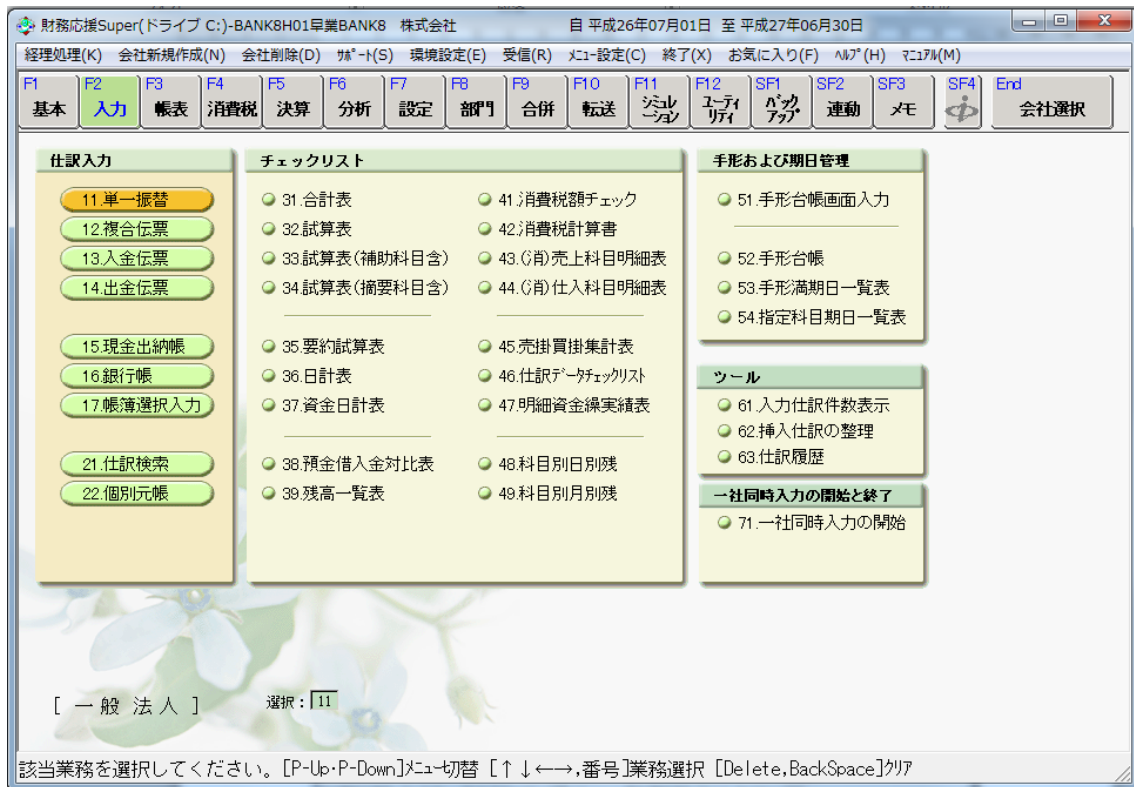 財務応援Super(ドライブ C:)-BANK8H01早業BANK8 株式会社 自 平成26年07月01日 至 平成27年06月30日
経理処理(K) 会社新規作成(N) 会社削除(D) ｻﾎﾟｰﾄ(S) 環境設定(E) 受信(R) ﾒﾆｭｰ設定(C) 終了(X) お気に入り(F) ﾍﾙﾌﾟ(H) ﾏﾆｭｱﾙ(M)
F1 F2 F3 F4 F5 F6 F7 F8 F9 F10 F11 F12 SF1 SF2 SF3 SF4 End
基本 入力 帳表 消費税 決算 分析 設定 部門 合併 転送 ｼﾐｭﾚｰｼｮﾝ ﾕｰﾃｨﾘﾃｨ ﾊﾞｯｸｱｯﾌﾟ 連動 メモ 会社選択
仕訳入力
11.単一振替
12.複合伝票
13.入金伝票
14.出金伝票
15.現金出納帳
16.銀行帳
17.帳簿選択入力
21.仕訳検索
22.個別元帳
チェックリスト
31.合計表
32.試算表
33.試算表(補助科目含)
34.試算表(摘要科目含)
35.要約試算表
36.日計表
37.資金日計表
38.預金借入金対比表
39.残高一覧表
41.消費税額チェック
42.消費税計算書
43.(消)売上科目明細表
44.(消)仕入科目明細表
45.売掛買掛集計表
46.仕訳ﾃﾞｰﾀﾁｪｯｸﾘｽﾄ
47.明細資金繰実績表
48.科目別日別残
49.科目別月別残
手形および期日管理
51.手形台帳画面入力
52.手形台帳
53.手形満期日一覧表
54.指定科目期日一覧表
ツール
61.入力仕訳件数表示
62.挿入仕訳の整理
63.仕訳履歴
一社同時入力の開始と終了
71.一社同時入力の開始
[ 一般 法人 ] 選択：11
該当業務を選択してください。[P-Up･P-Down]ﾒﾆｭｰ切替 [↑↓←→,番号]業務選択 [Delete,BackSpace]ｸﾘｱ